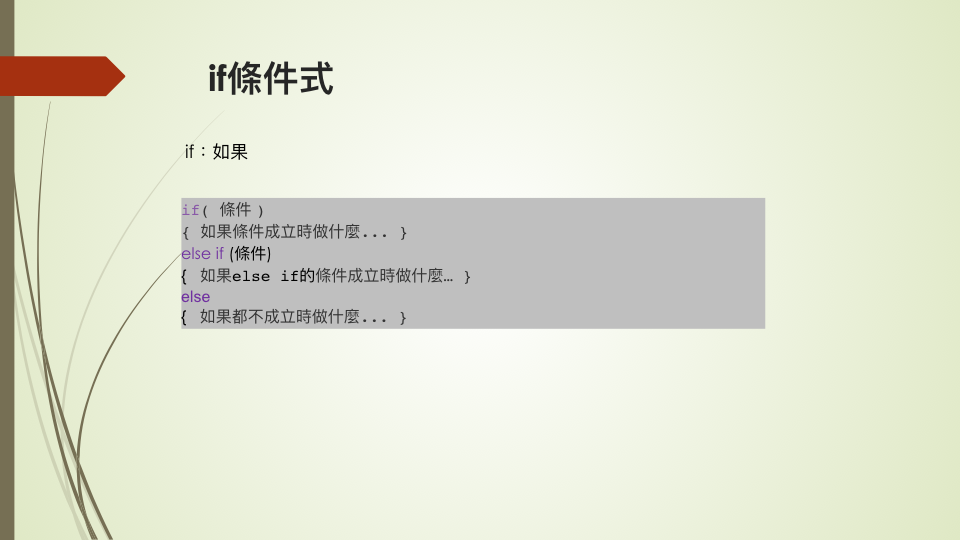 if條件式
if：如果
if( 條件 )
{ 如果條件成立時做什麼... }
else if (條件)
{ 如果else if的條件成立時做什麼… }
else
{ 如果都不成立時做什麼... }